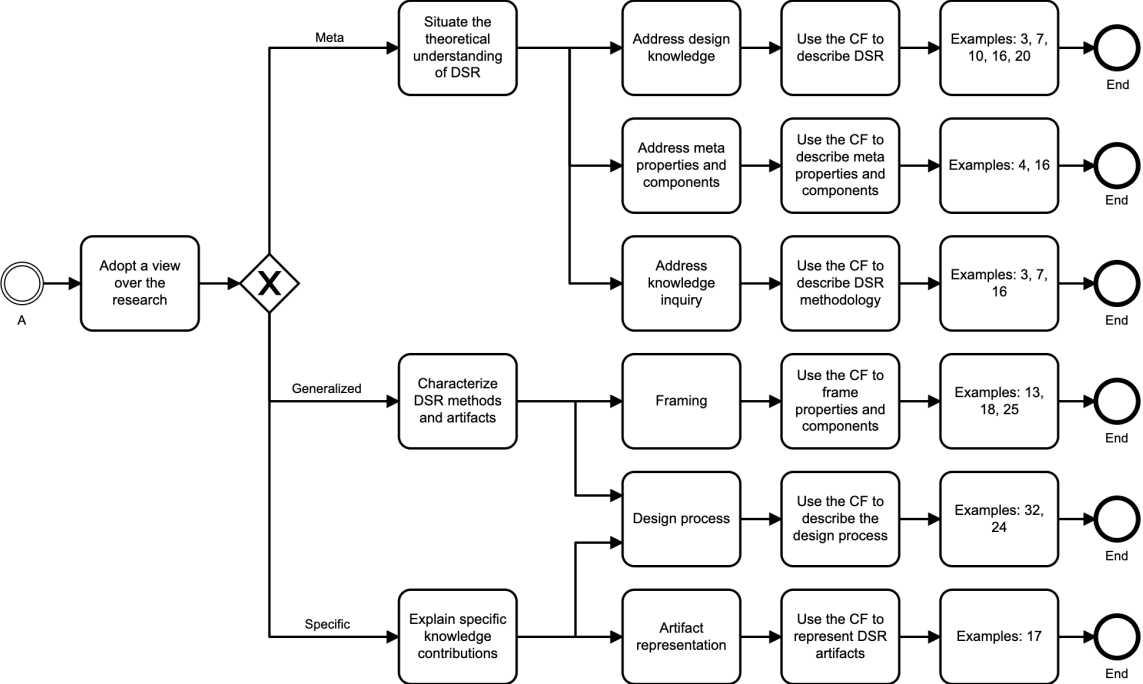 Meta
Situate the
theoretical
understanding
of DSR
Address design
knowledge
Use the CF to
describe DSR
Examples: 3, 7,
10, 16, 20
End
Address meta
properties and
components
Use the CF to
describe meta
properties and
components
Examples: 4, 16
End
A
Adopt a view
over the
research
X
Address
knowledge
inquiry
Use the CF to
describe DSR
methodology
Examples: 3, 7,
16
End
Generalized
Characterize
DSR methods
and artifacts
Framing
Use the CF to
frame
properties and
components
Examples: 13,
18, 25
End
Design process
Use the CF to
describe the
design process
Examples: 32,
24
End
Specific
Explain specific
knowledge
contributions
Artifact
representation
Use the CF to
represent DSR
artifacts
Examples: 17
End